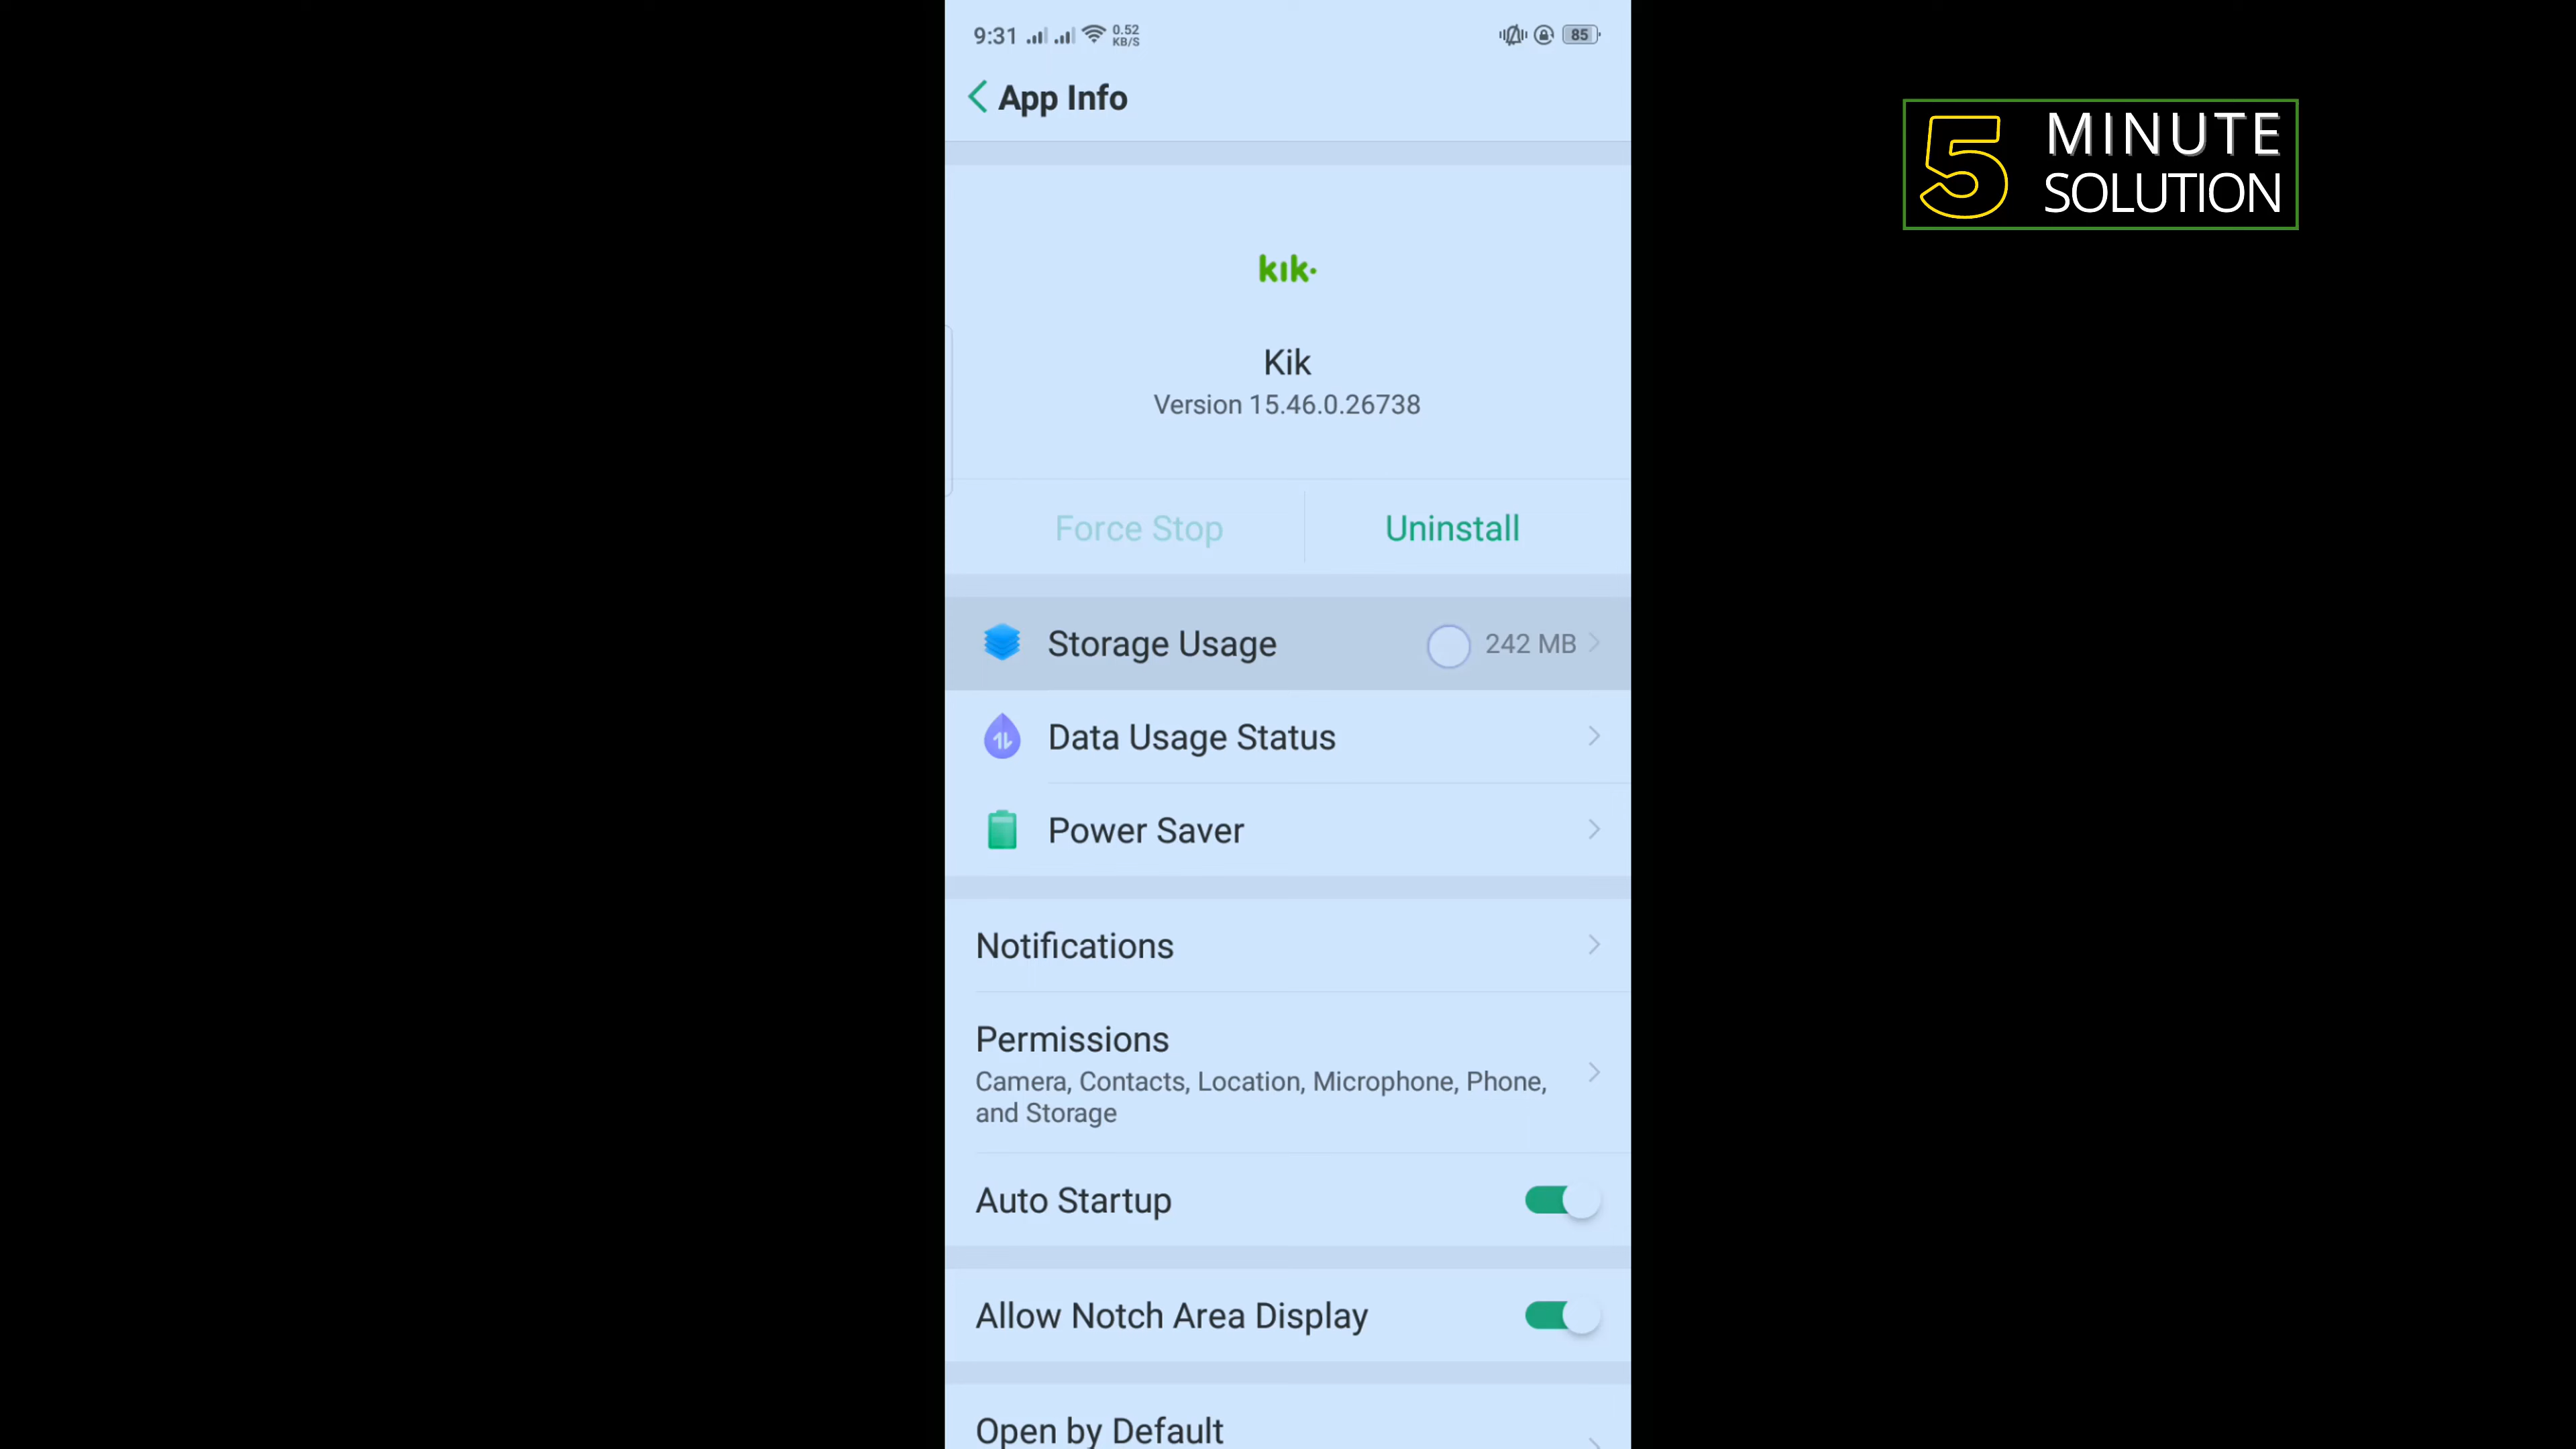 9:31
0.52
KB/S
85
App Info
5 MINUTE
SOLUTION
kik·
Kik
Version 15.46.0.26738
Force Stop
Uninstall
Storage Usage
242 MB
Data Usage Status
Power Saver
Notifications
Permissions
Camera, Contacts, Location, Microphone, Phone,
and Storage
Auto Startup
Allow Notch Area Display
Open by Default